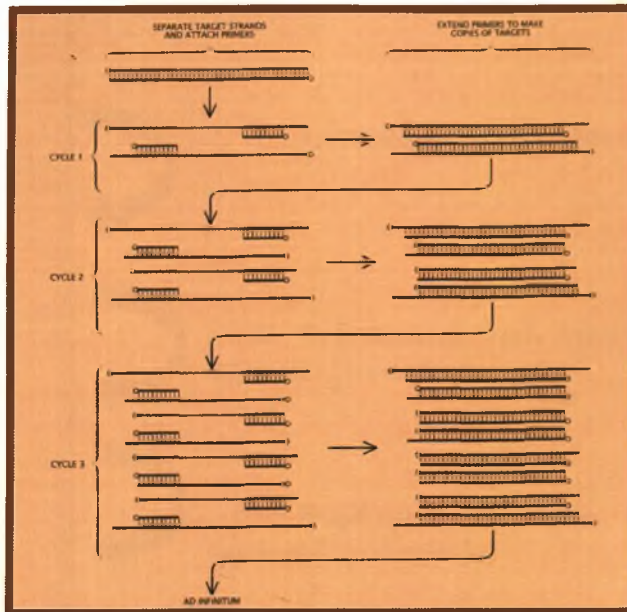 SEPARATE TARGET STRANDS
AND ATTACH PRIMERS
EXTEND PRIMERS TO MAKE
COPIES OF TARGETS
CYCLE 1
CYCLE 2
CYCLE 3
AD INFINITUM